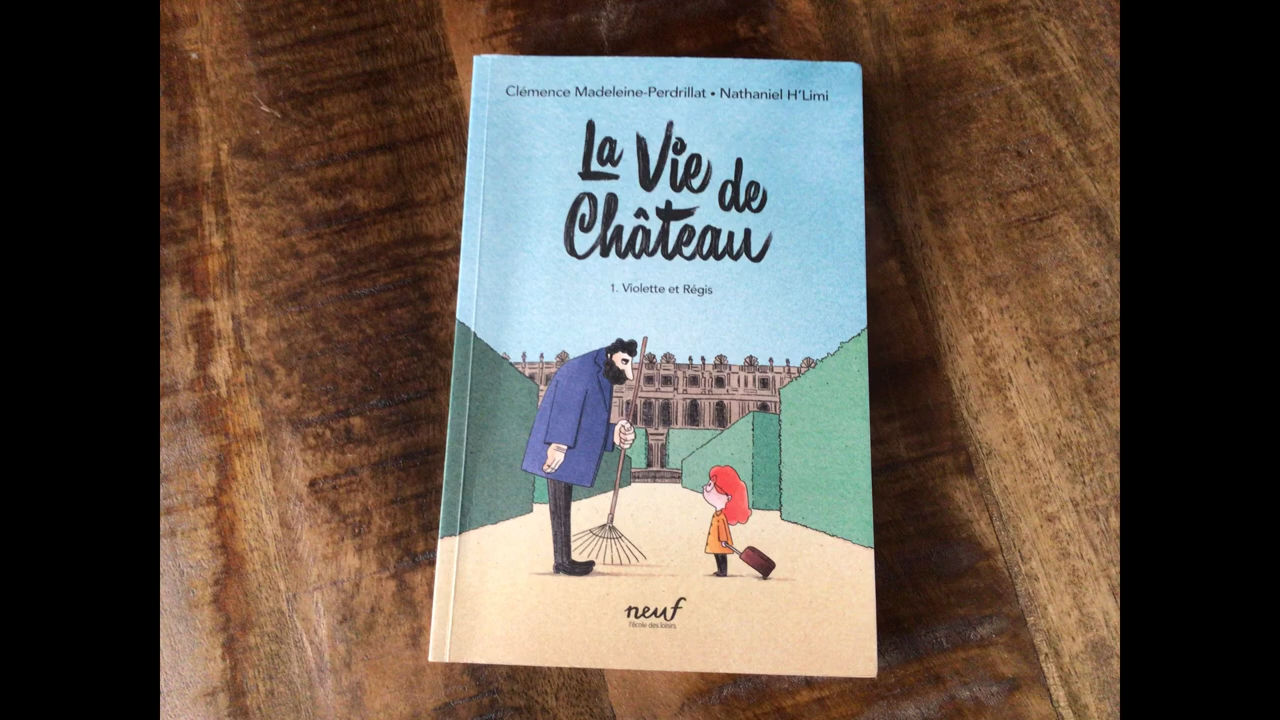 Clémence Madeleine-Perdrillat • Nathaniel H'Limi
La Vie de
Château
1. Violette et Régis
neuf
l'école des loisirs